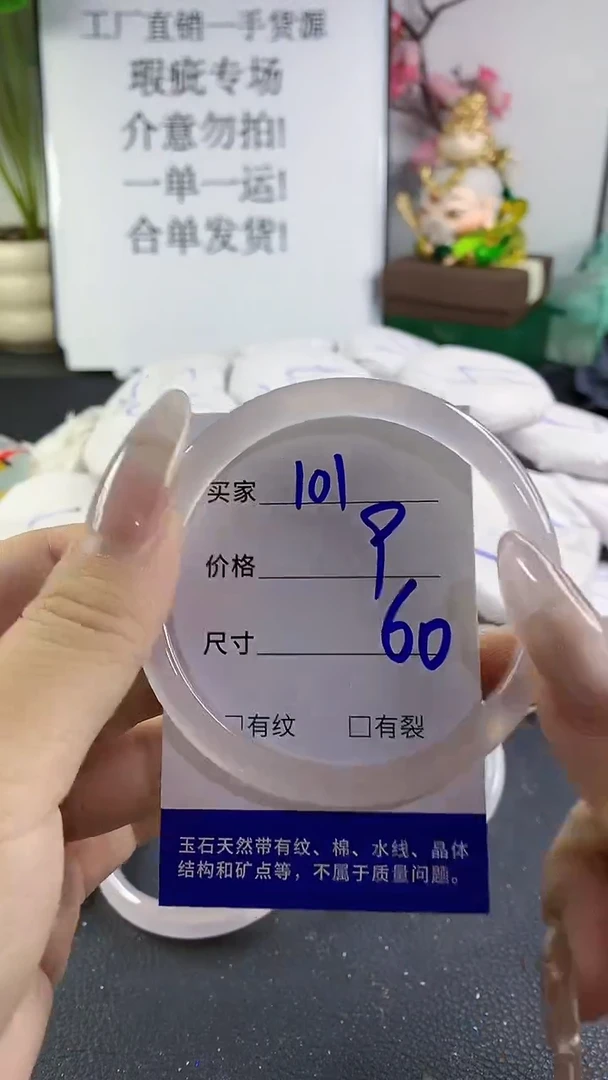 工厂直销一手货源
瑕疵专场
介意勿拍!
一单一运!
合单发货!
买家 101
价格
尺寸 60
有纹 □有裂
玉石天然带有纹、棉、水线、晶体
结构和矿点等，不属于质量问题。